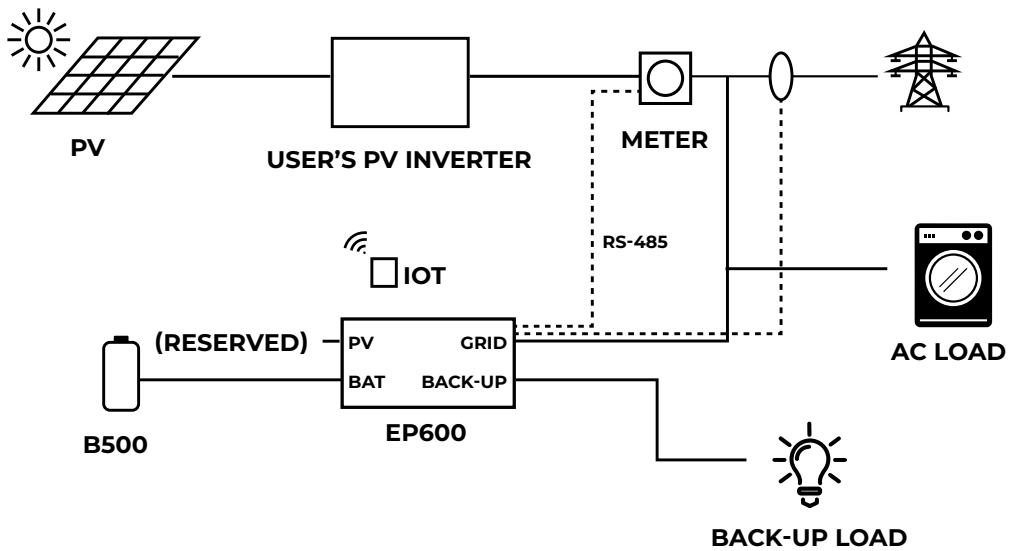 PV
USER’S PV INVERTER
METER
RS-485
IOT
(RESERVED)
PV
GRID
BAT
BACK-UP
EP600
B500
AC LOAD
BACK-UP LOAD